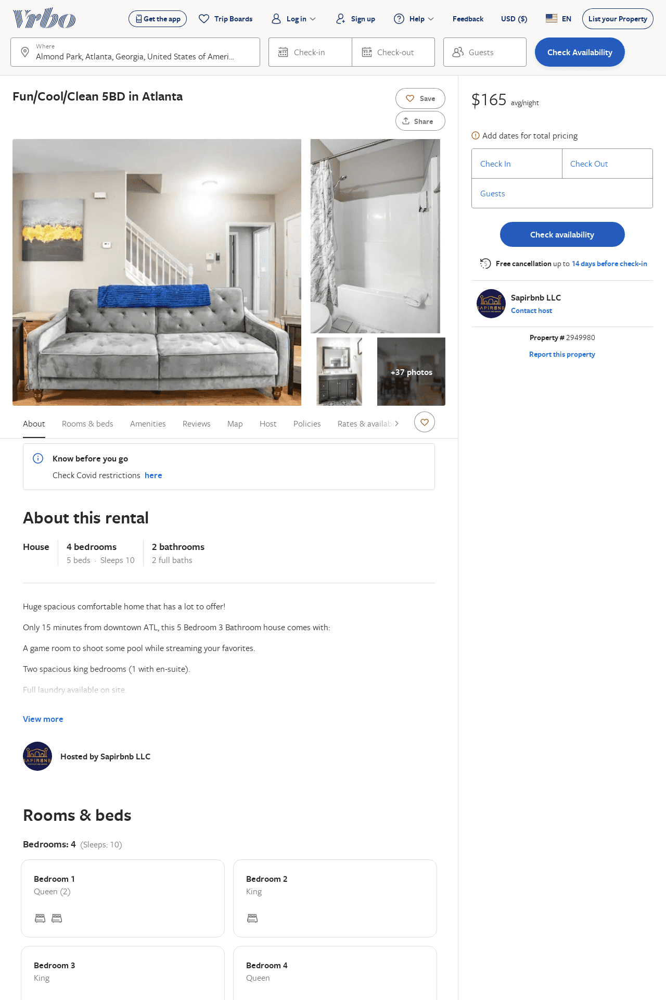 Vrbo
Get the app
Trip Boards
Log in
Sign up
Help
Feedback
USD ($)
EN
List your Property
Where
Almond Park, Atlanta, Georgia, United States of Ameri...
Check-in
Check-out
Guests
Check Availability
Fun/Cool/Clean 5BD in Atlanta
Save
Share
+37 photos
$165 avg/night
Add dates for total pricing
Check In
Check Out
Guests
Check availability
Free cancellation up to 14 days before check-in
SAPIRBNB
Sapirbnb LLC
Contact host
Property # 2949980
Report this property
About
Rooms & beds
Amenities
Reviews
Map
Host
Policies
Rates & availab
Know before you go
Check Covid restrictions here
About this rental
House
4 bedrooms
2 bathrooms
5 beds · Sleeps 10
2 full baths
Huge spacious comfortable home that has a lot to offer!
Only 15 minutes from downtown ATL, this 5 Bedroom 3 Bathroom house comes with:
A game room to shoot some pool while streaming your favorites.
Two spacious king bedrooms (1 with en-suite).
Full laundry available on site.
View more
SAPIRBNB
Hosted by Sapirbnb LLC
Rooms & beds
Bedrooms: 4 (Sleeps: 10)
Bedroom 1
Queen (2)
Bedroom 2
King
Bedroom 3
King
Bedroom 4
Queen